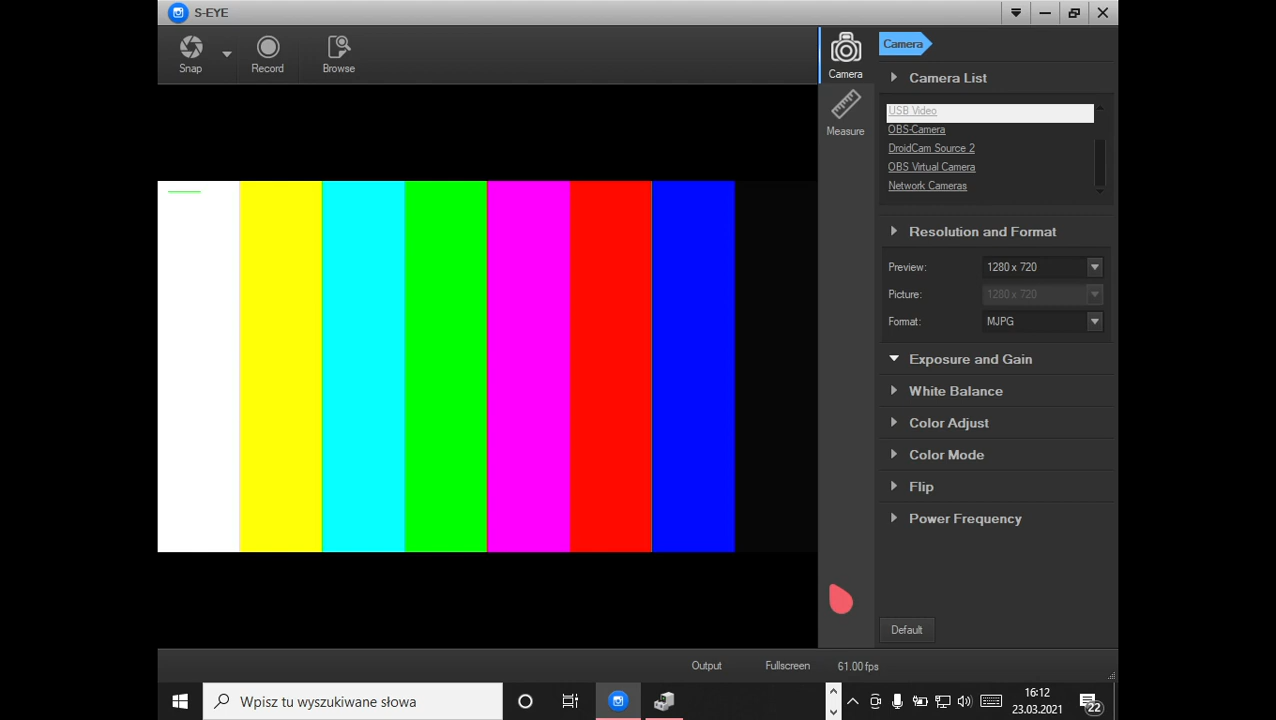 S-EYE
Snap
Record
Browse
Camera
Measure
Camera
Camera List
USB Video
OBS-Camera
DroidCam Source 2
OBS Virtual Camera
Network Cameras
Resolution and Format
Preview: 1280 x 720
Picture: 1280 x 720
Format: MJPG
Exposure and Gain
White Balance
Color Adjust
Color Mode
Flip
Power Frequency
Default
Output Fullscreen 61.00 fps
Wpisz tu wyszukiwane słowa
16:12
23.03.2021
22